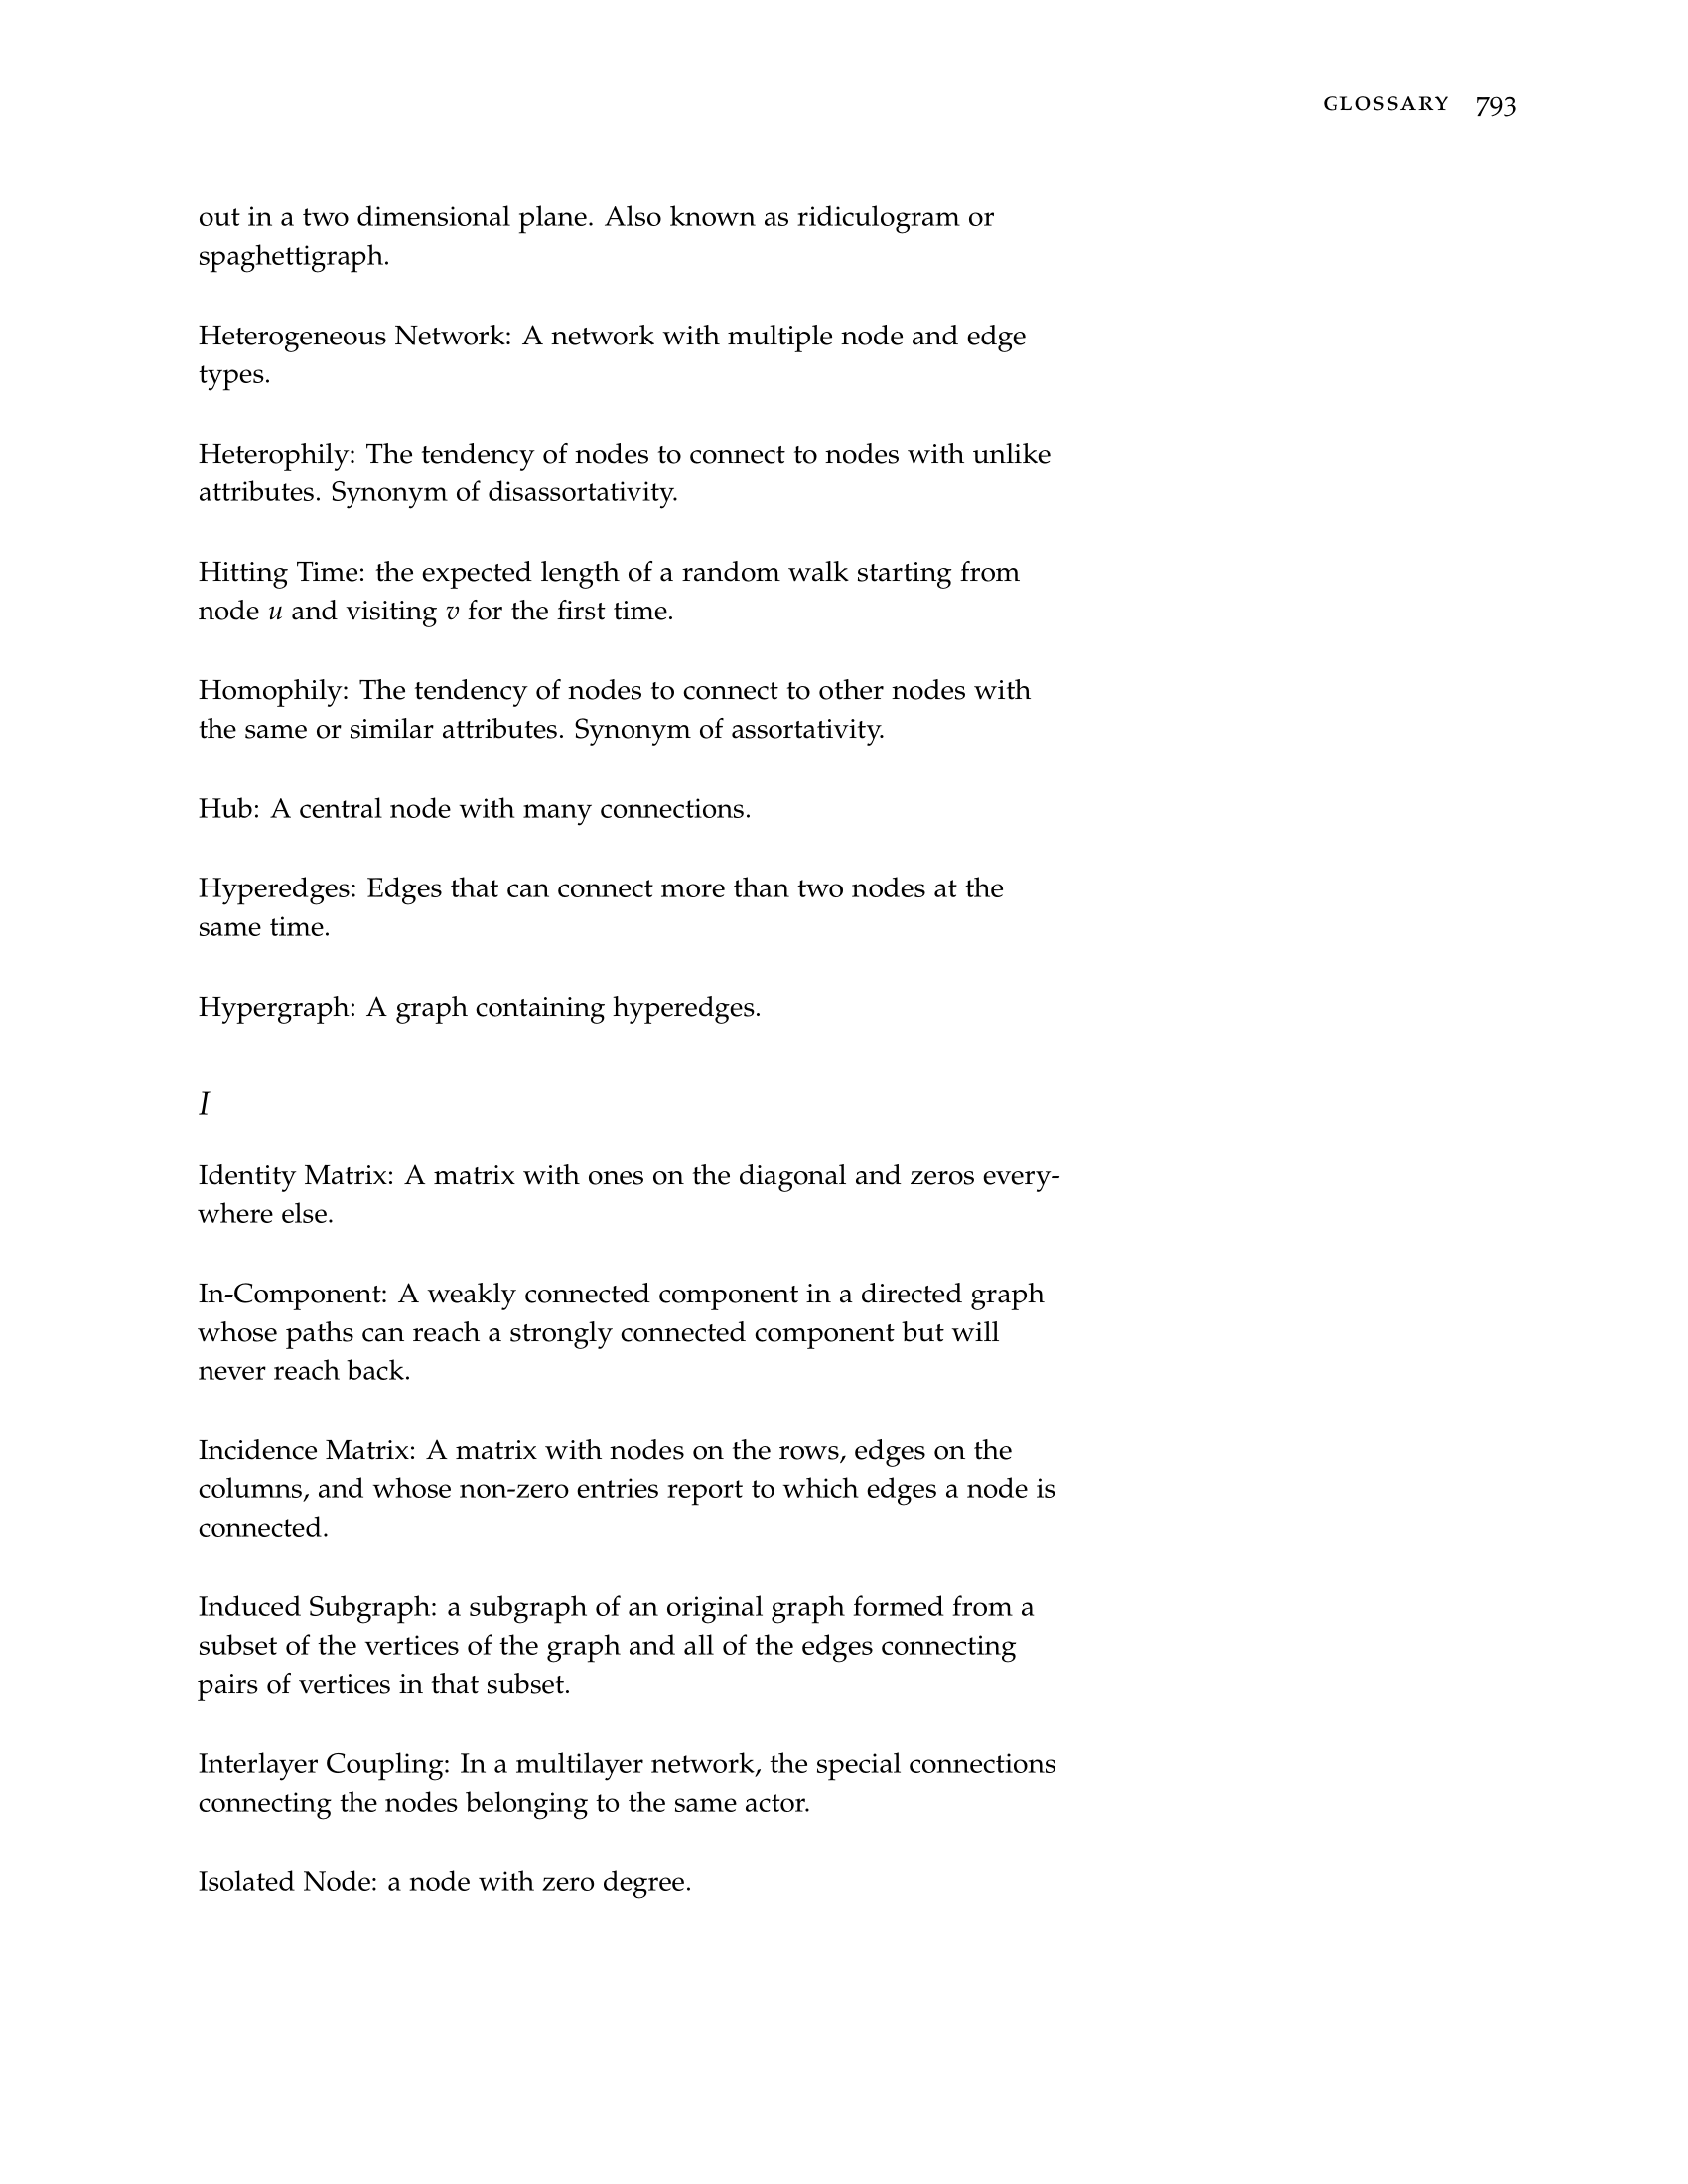 GLOSSARY 793
out in a two dimensional plane. Also known as ridiculogram or
spaghettigraph.
Heterogeneous Network: A network with multiple node and edge
types.
Heterophily: The tendency of nodes to connect to nodes with unlike
attributes. Synonym of disassortativity.
Hitting Time: the expected length of a random walk starting from
node u and visiting v for the first time.
Homophily: The tendency of nodes to connect to other nodes with
the same or similar attributes. Synonym of assortativity.
Hub: A central node with many connections.
Hyperedges: Edges that can connect more than two nodes at the
same time.
Hypergraph: A graph containing hyperedges.
I
Identity Matrix: A matrix with ones on the diagonal and zeros every-
where else.
In-Component: A weakly connected component in a directed graph
whose paths can reach a strongly connected component but will
never reach back.
Incidence Matrix: A matrix with nodes on the rows, edges on the
columns, and whose non-zero entries report to which edges a node is
connected.
Induced Subgraph: a subgraph of an original graph formed from a
subset of the vertices of the graph and all of the edges connecting
pairs of vertices in that subset.
Interlayer Coupling: In a multilayer network, the special connections
connecting the nodes belonging to the same actor.
Isolated Node: a node with zero degree.